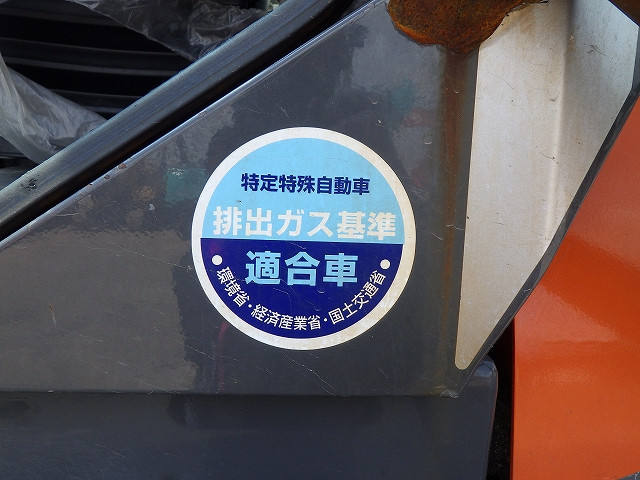 特定特殊自動車
排出ガス基準
適合車
・環境省・経済産業省・国土交通省・